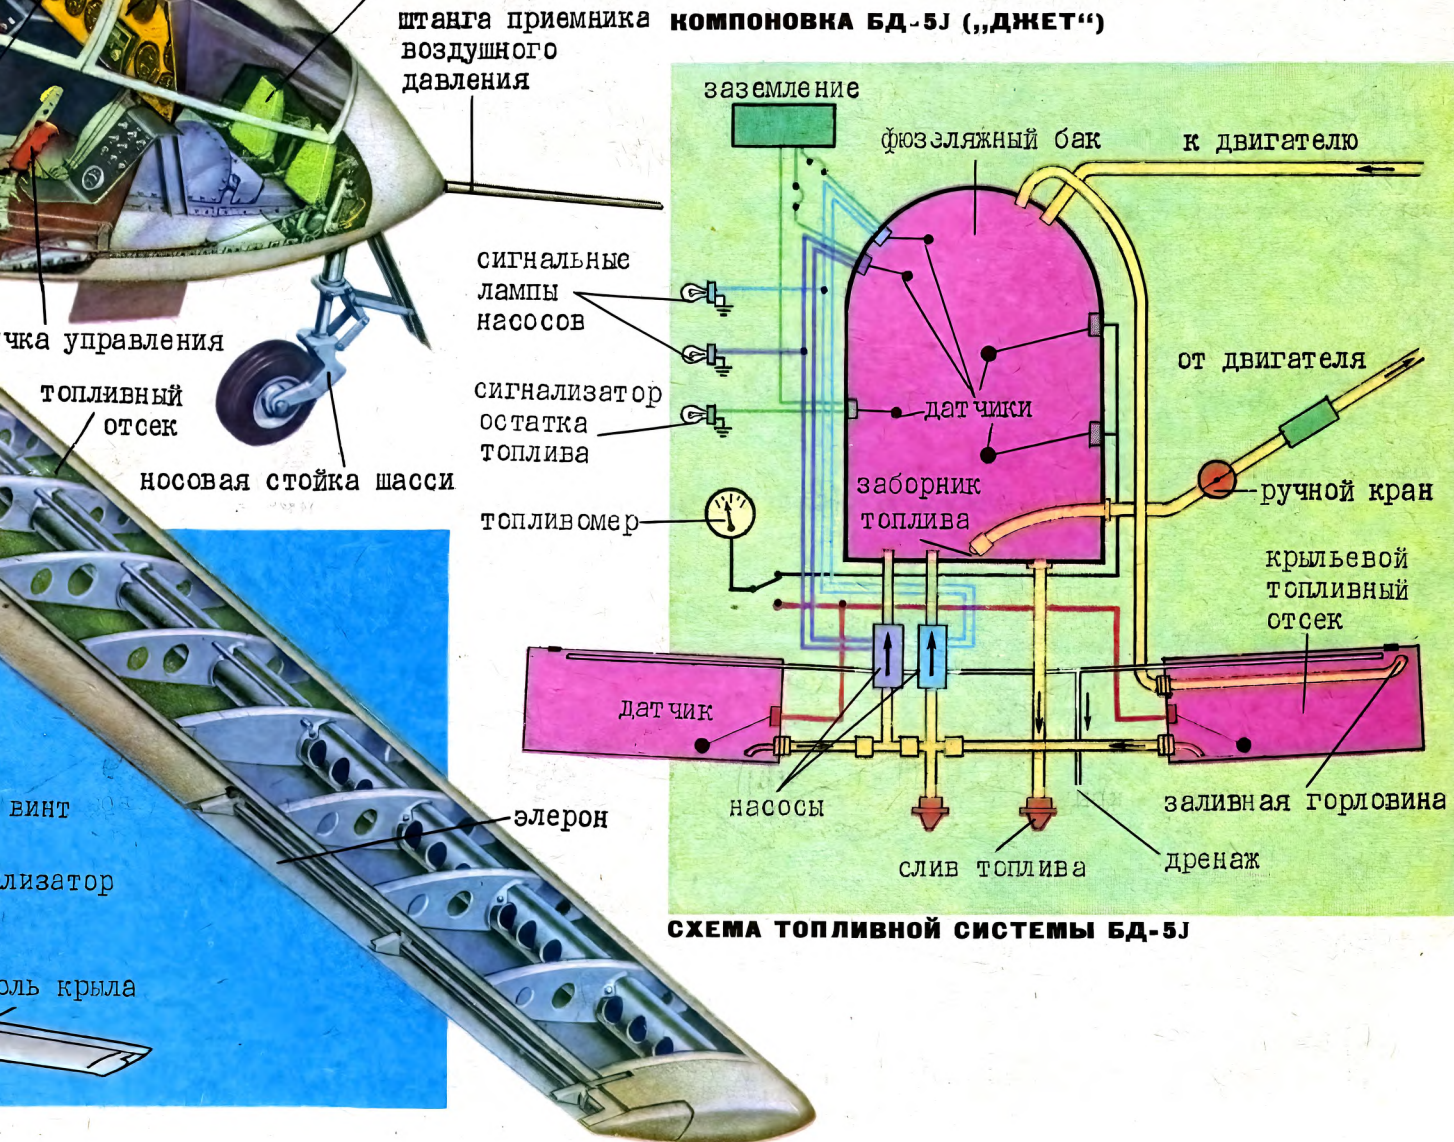 штанга приемника
воздушного
давления
КОМПОНОВКА БД-5J („ДЖЕТ“)
заземление
фюзеляжный бак
к двигателю
сигнальные
лампы
насосов
чка управления
от двигателя
топливный
отсек
сигнализатор
остатка
топлива
датчики
носовая стойка шасси
заборник
топлива
ручной кран
топливомер
крыльевой
топливный
отсек
датчик
винт
насосы
заливная горловина
элерон
слив топлива
дренаж
лизатор
СХЕМА ТОПЛИВНОЙ СИСТЕМЫ БД-5J
оль крыла